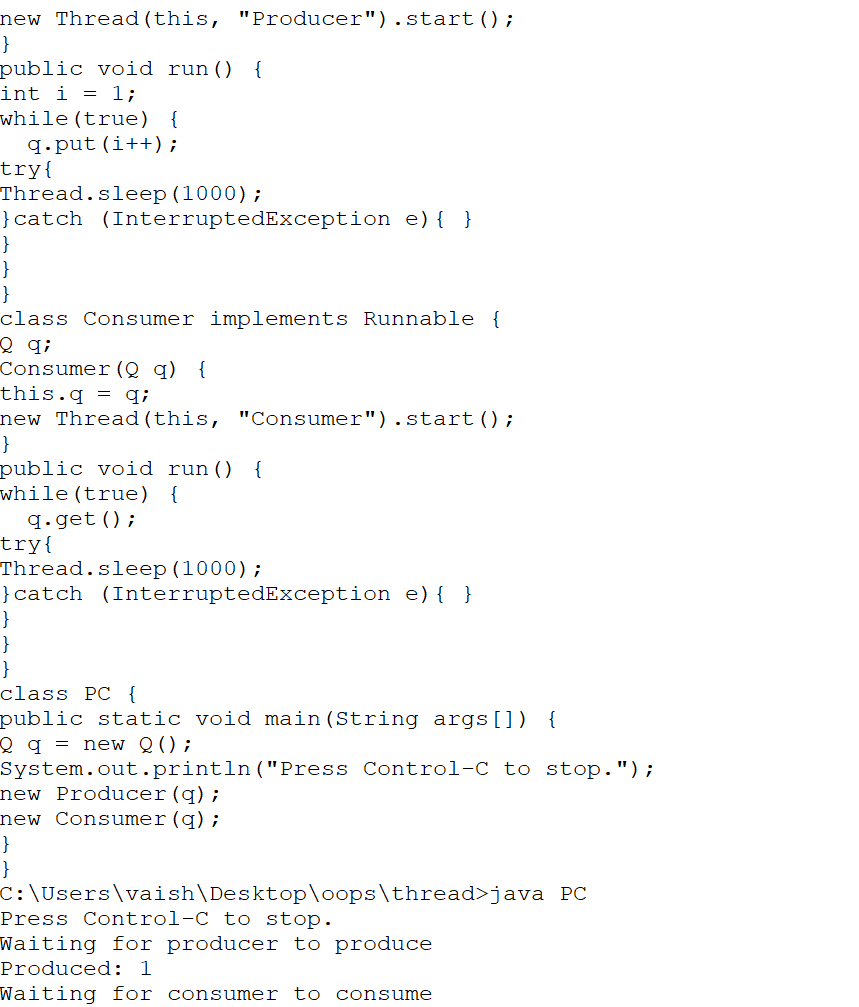 new Thread(this, "Producer").start();
}
public void run() {
int i = 1;
while(true) {
  q.put(i++);
try{
Thread.sleep(1000);
}catch (InterruptedException e){ }
}
}
}
class Consumer implements Runnable {
Q q;
Consumer(Q q) {
this.q = q;
new Thread(this, "Consumer").start();
}
public void run() {
while(true) {
  q.get();
try{
Thread.sleep(1000);
}catch (InterruptedException e){ }
}
}
}
class PC {
public static void main(String args[]) {
Q q = new Q();
System.out.println("Press Control-C to stop.");
new Producer(q);
new Consumer(q);
}
}
C:\Users\vaish\Desktop\oops\thread>java PC
Press Control-C to stop.
Waiting for producer to produce
Produced: 1
Waiting for consumer to consume